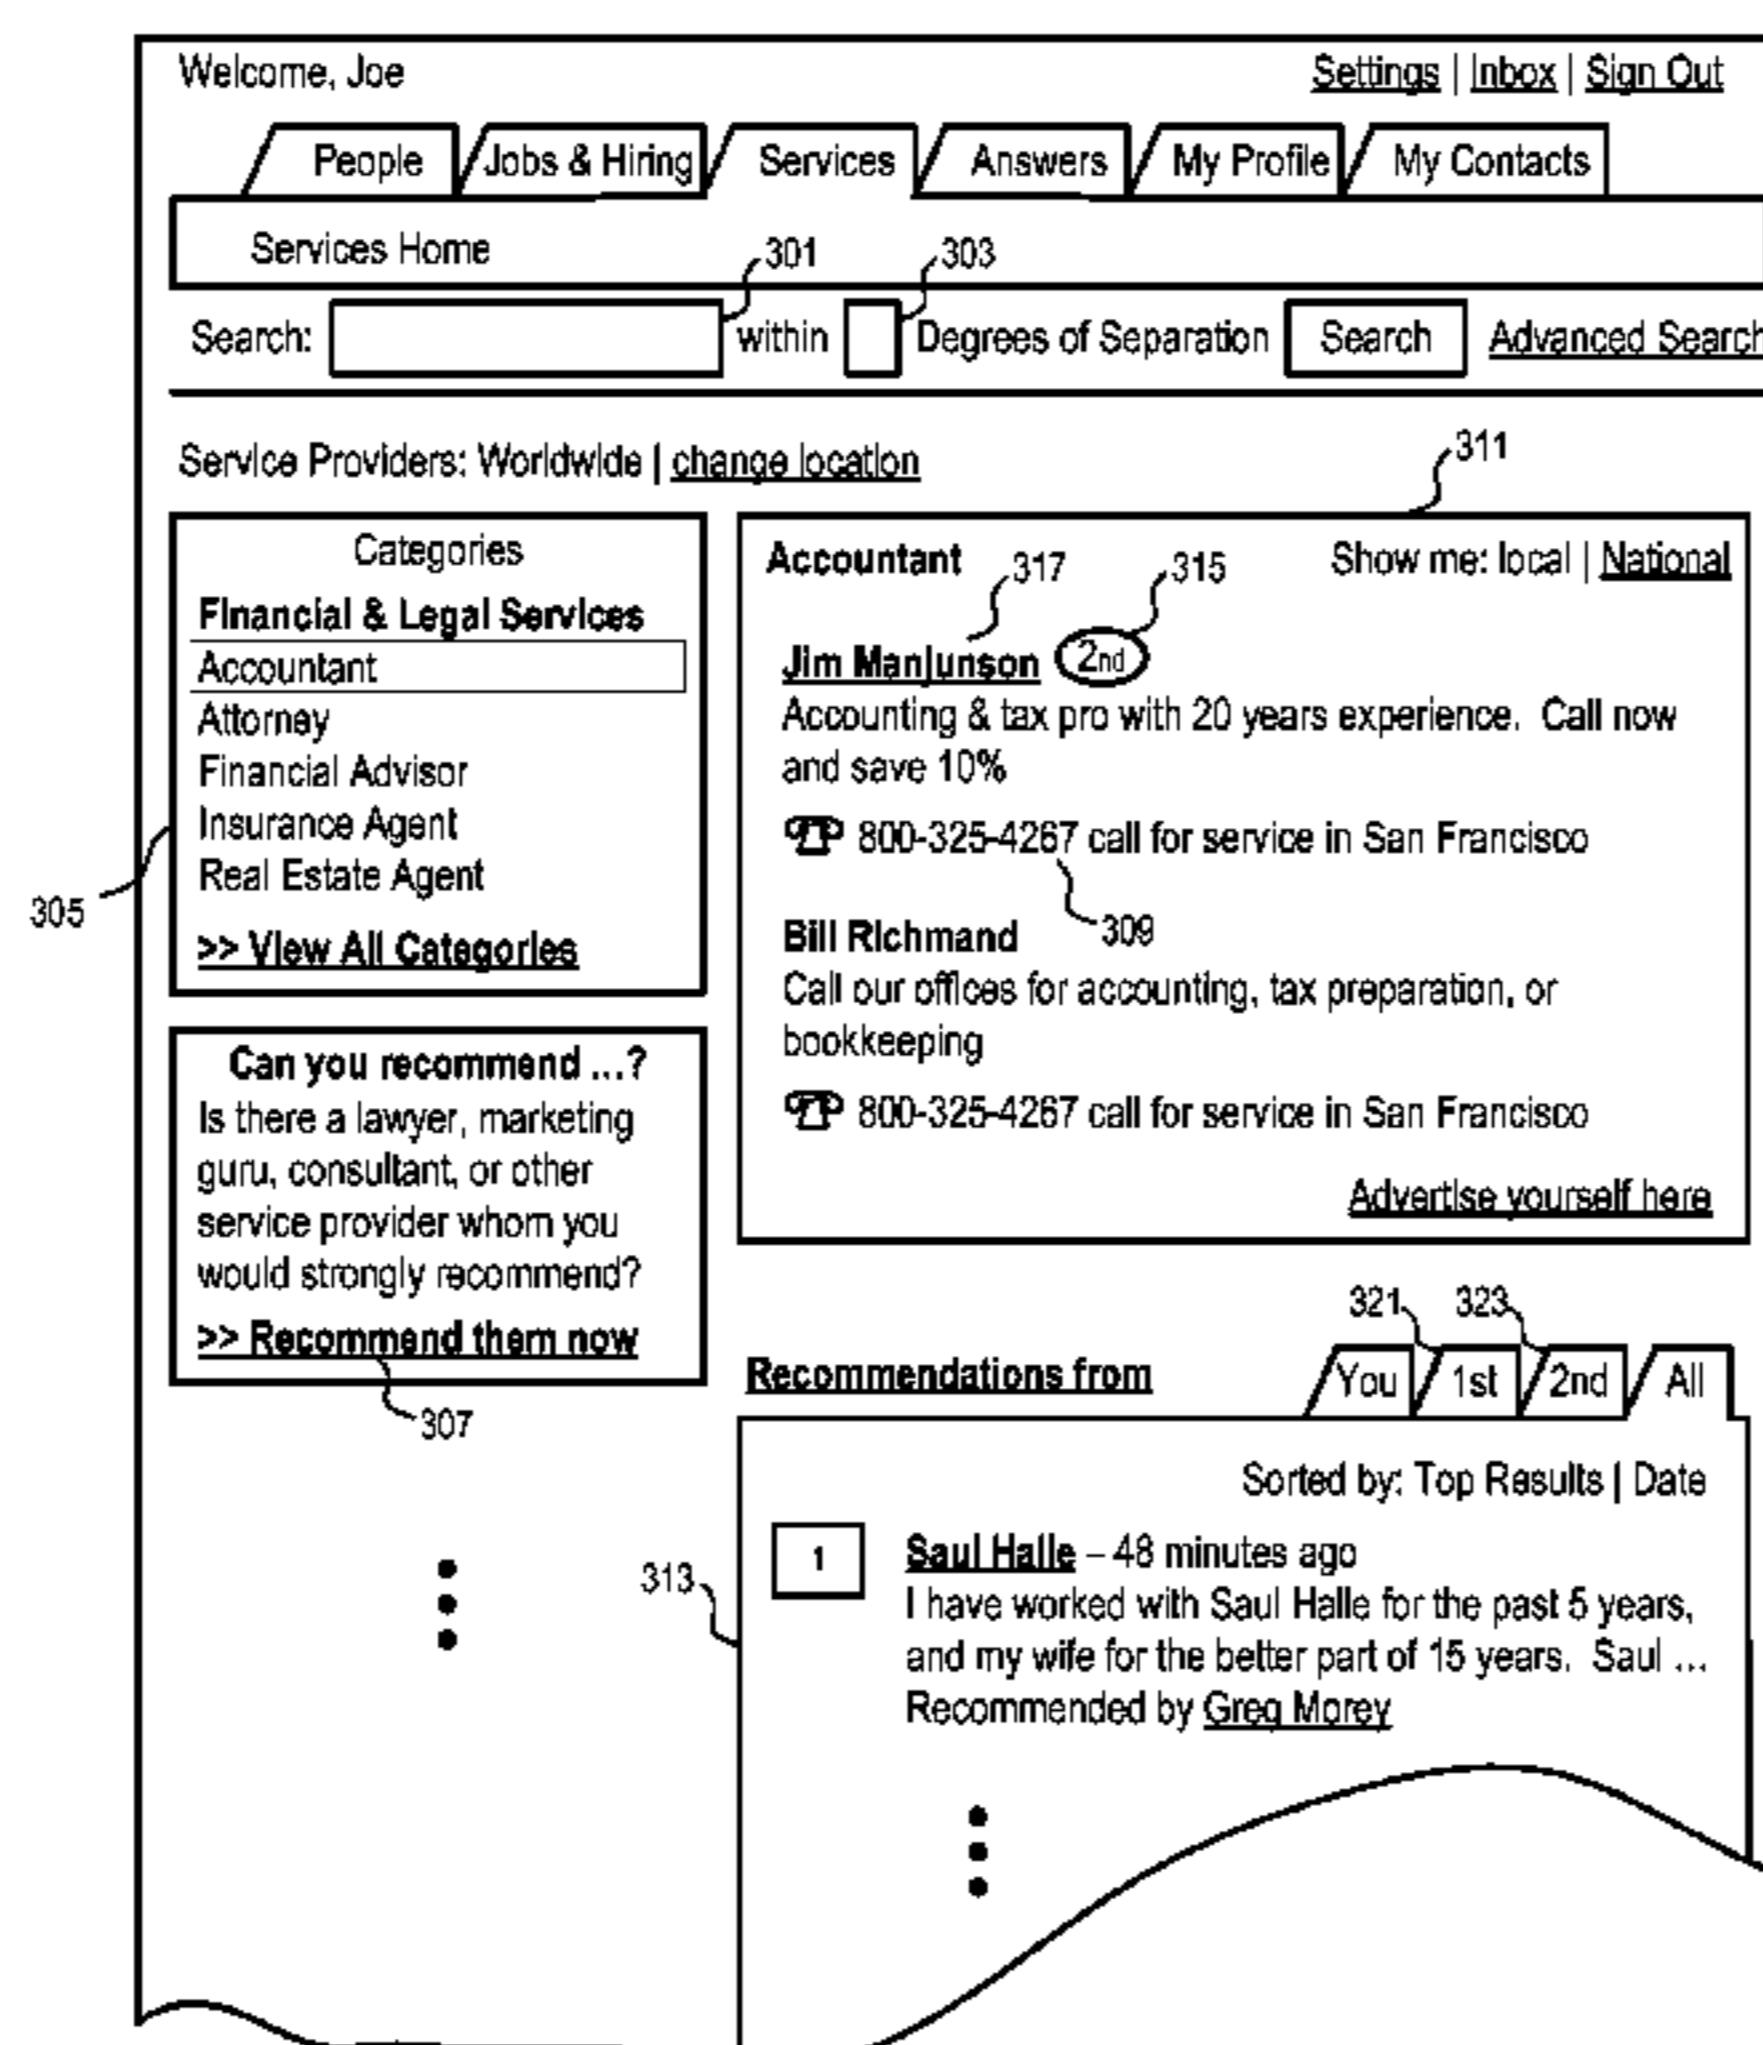 Welcome, Joe
Settings | Inbox | Sign Out
People
Jobs & Hiring
Services
Answers
My Profile
My Contacts
Services Home
301
303
Search:
within
Degrees of Separation
Search
Advanced Search
Service Providers: Worldwide | change location
311
Categories
Financial & Legal Services
Accountant
Attorney
Financial Advisor
Insurance Agent
Real Estate Agent
>> View All Categories
305
Accountant
317
315
Show me: local | National
Jim Manjunson
2nd
Accounting & tax pro with 20 years experience. Call now
and save 10%
800-325-4267 call for service in San Francisco
309
Bill Richmand
Call our offices for accounting, tax preparation, or
bookkeeping
800-325-4267 call for service in San Francisco
Advertise yourself here
Can you recommend ...?
Is there a lawyer, marketing
guru, consultant, or other
service provider whom you
would strongly recommend?
>> Recommend them now
307
321
323
Recommendations from
You
1st
2nd
All
Sorted by: Top Results | Date
313
1
Saul Halle – 48 minutes ago
I have worked with Saul Halle for the past 5 years,
and my wife for the better part of 15 years. Saul ...
Recommended by Greg Morey